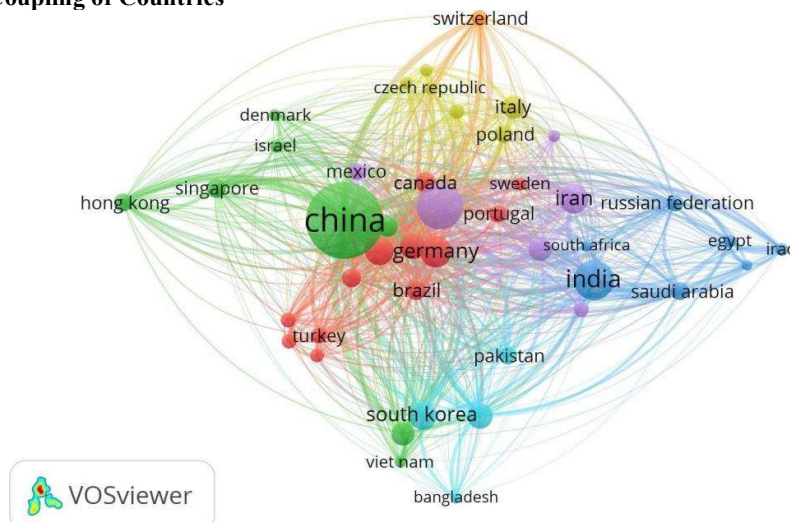 Coupling of Countries
switzerland
czech republic
italy
denmark
poland
israel
mexico
canada
sweden
singapore
iran
hong kong
russian federation
portugal
china
egypt
south africa
iraq
germany
india
brazil
saudi arabia
turkey
pakistan
south korea
viet nam
bangladesh
VOSviewer